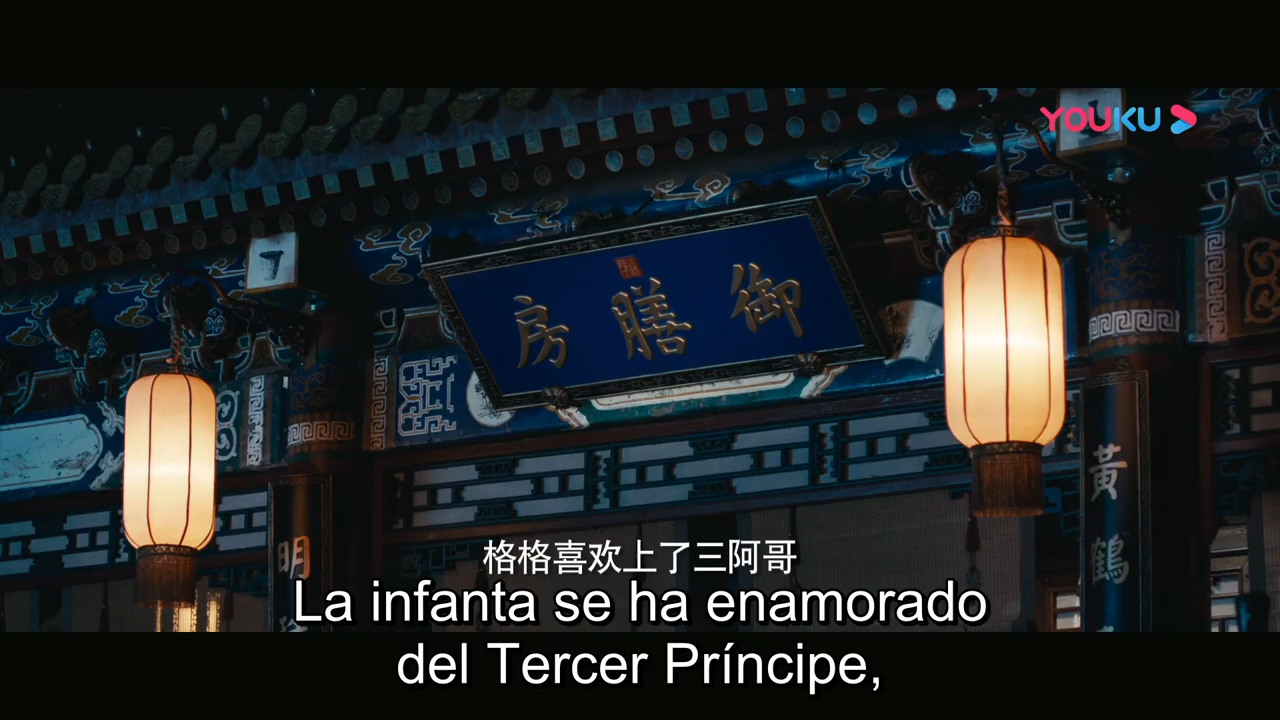 YOUKU
御膳房
黃鶴
明
格格喜欢上了三阿哥
La infanta se ha enamorado
del Tercer Príncipe,